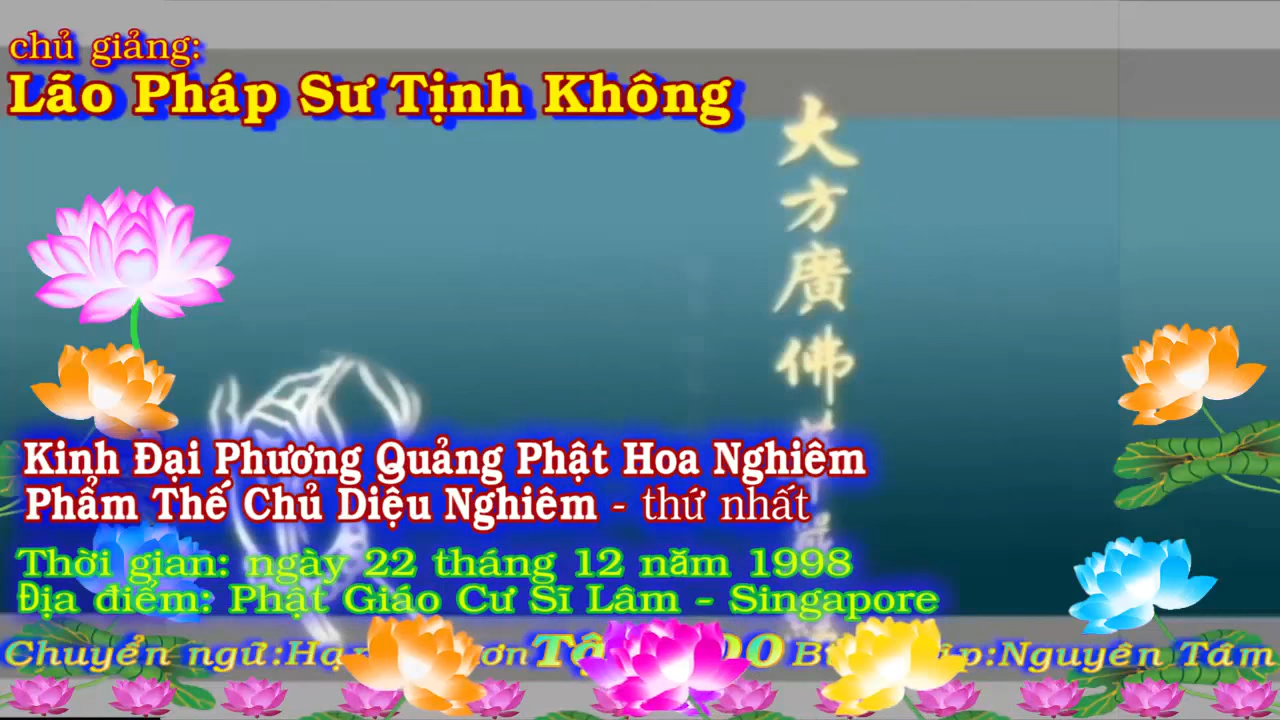 chủ giảng:
Lão Pháp Sư Tịnh Không
大方廣佛
Kinh Đại Phương Quảng Phật Hoa Nghiêm
Phẩm Thế Chủ Diệu Nghiêm - thứ nhất
Thời gian: ngày 22 tháng 12 năm 1998
Địa điểm: Phật Giáo Cư Sĩ Lâm - Singapore
Chuyển ngữ: Nguyên Tâm